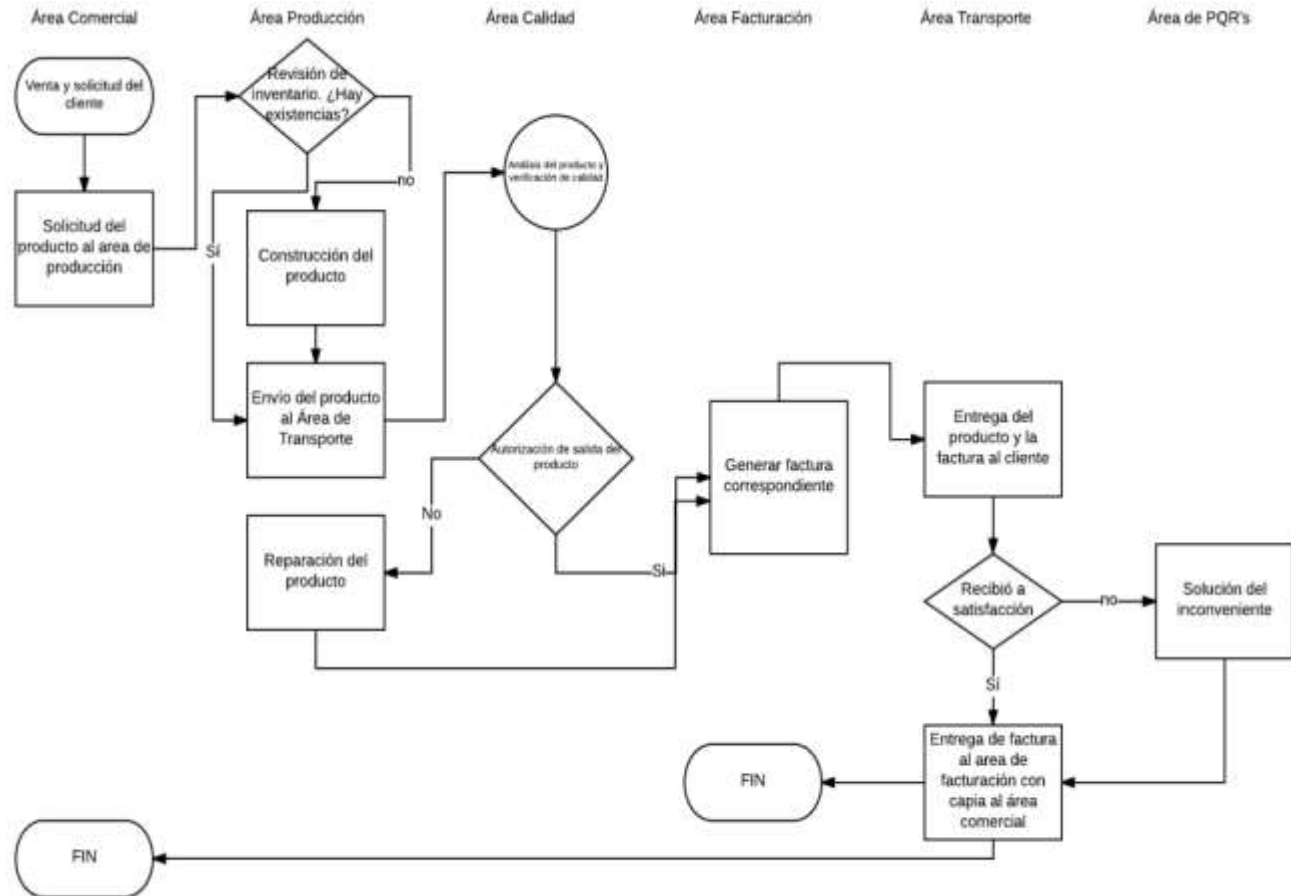 Área Comercial
Área Producción
Área Calidad
Área Facturación
Área Transporte
Área de PQR's
Venta y solicitud del
cliente
Revisión de
inventario. ¿Hay
existencias?
no
Análisis del producto y
verificación de calidad
Solicitud del
producto al area de
producción
Sí
Construcción del
producto
Envío del producto
al Área de
Transporte
Autorización de salida del
producto
No
Si
Reparación del
producto
Generar factura
correspondiente
Entrega del
producto y la
factura al cliente
Recibió a
satisfacción
no
Solución del
inconveniente
Sí
Entrega de factura
al area de
facturación con
capia al área
comercial
FIN
FIN